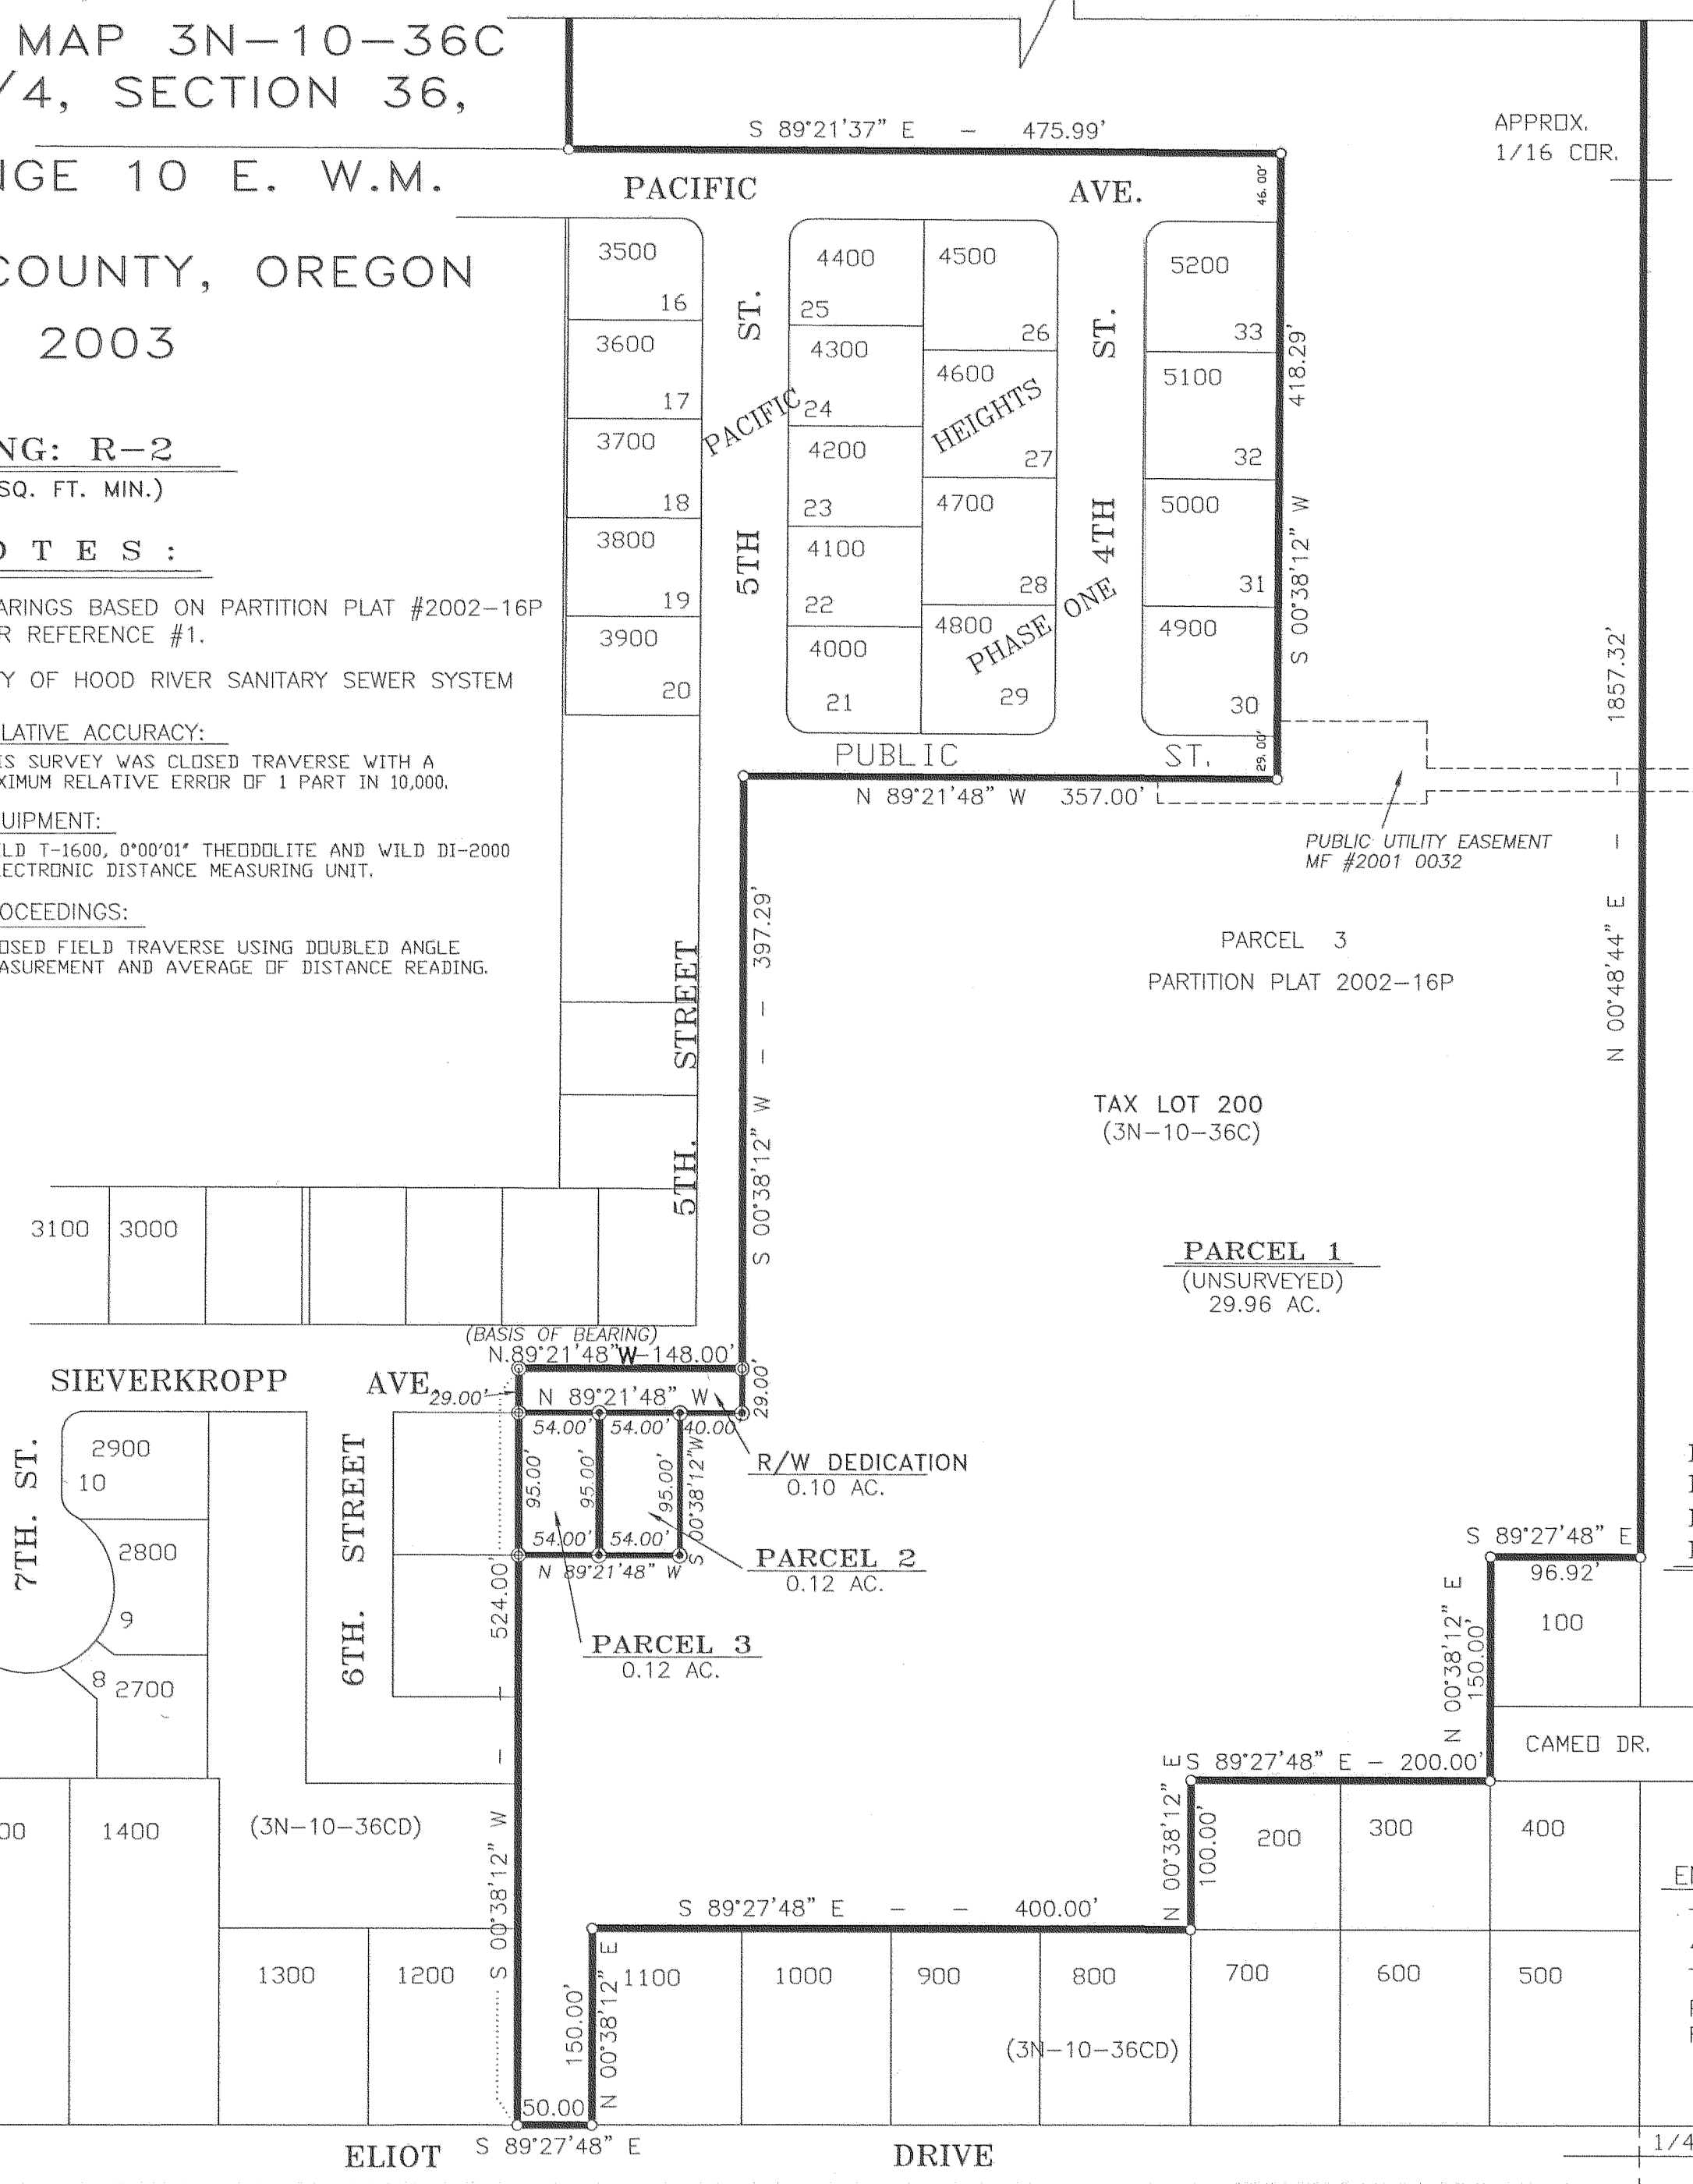 MAP 3N-10-36C
/4, SECTION 36,
NGE 10 E. W.M.
COUNTY, OREGON
2003
NG: R-2
SQ. FT. MIN.)
O T E S :
ARINGS BASED ON PARTITION PLAT #2002-16P
R REFERENCE #1.
Y OF HOOD RIVER SANITARY SEWER SYSTEM
LATIVE ACCURACY:
IS SURVEY WAS CLOSED TRAVERSE WITH A
XIMUM RELATIVE ERROR OF 1 PART IN 10,000.
UIPMENT:
LD T-1600, 0°00'01" THEODOLITE AND WILD DI-2000
ECTRONIC DISTANCE MEASURING UNIT.
OCEEDINGS:
OSED FIELD TRAVERSE USING DOUBLED ANGLE
ASUREMENT AND AVERAGE OF DISTANCE READING.
S 89°21'37" E - 475.99'
APPROX.
1/16 COR.
PACIFIC AVE.
46.00'
3500
16
3600
17
3700
18
3800
19
3900
20
5TH ST.
4400
25
4300
24
4200
23
4100
22
4000
21
4500
26
4600
27
4700
28
4800
29
PACIFIC HEIGHTS
PHASE ONE
4TH ST.
5200
33
5100
32
5000
31
4900
30
S 00°38'12" W 418.29'
29.00'
PUBLIC ST.
N 89°21'48" W 357.00'
PUBLIC UTILITY EASEMENT
MF #2001 0032
N 00°48'44" E - - 1857.32'
PARCEL 3
PARTITION PLAT 2002-16P
TAX LOT 200
(3N-10-36C)
PARCEL 1
(UNSURVEYED)
29.96 AC.
S 00°38'12" W - - 397.29'
5TH. STREET
3100
3000
(BASIS OF BEARING)
N.89°21'48"W-148.00'
SIEVERKROPP AVE.
29.00'
N 89°21'48" W
29.00'
54.00'
54.00'
40.00'
95.00'
95.00'
95.00'
S 00°38'12"W
54.00'
54.00'
N 89°21'48" W
R/W DEDICATION
0.10 AC.
PARCEL 2
0.12 AC.
PARCEL 3
0.12 AC.
7TH. ST.
2900
10
2800
9
8
2700
6TH. STREET
S 00°38'12" W - - 524.00'
S 89°27'48" E
96.92'
100
N 00°38'12" E
150.00'
CAMEO DR.
S 89°27'48" E - 200.00'
N 00°38'12" E
100.00'
200
300
400
00
1400
(3N-10-36CD)
S 89°27'48" E - - 400.00'
1300
1200
150.00'
N 00°38'12" E
1100
1000
900
800
700
600
500
(3N-10-36CD)
50.00
S 89°27'48" E
ELIOT DRIVE
1/4